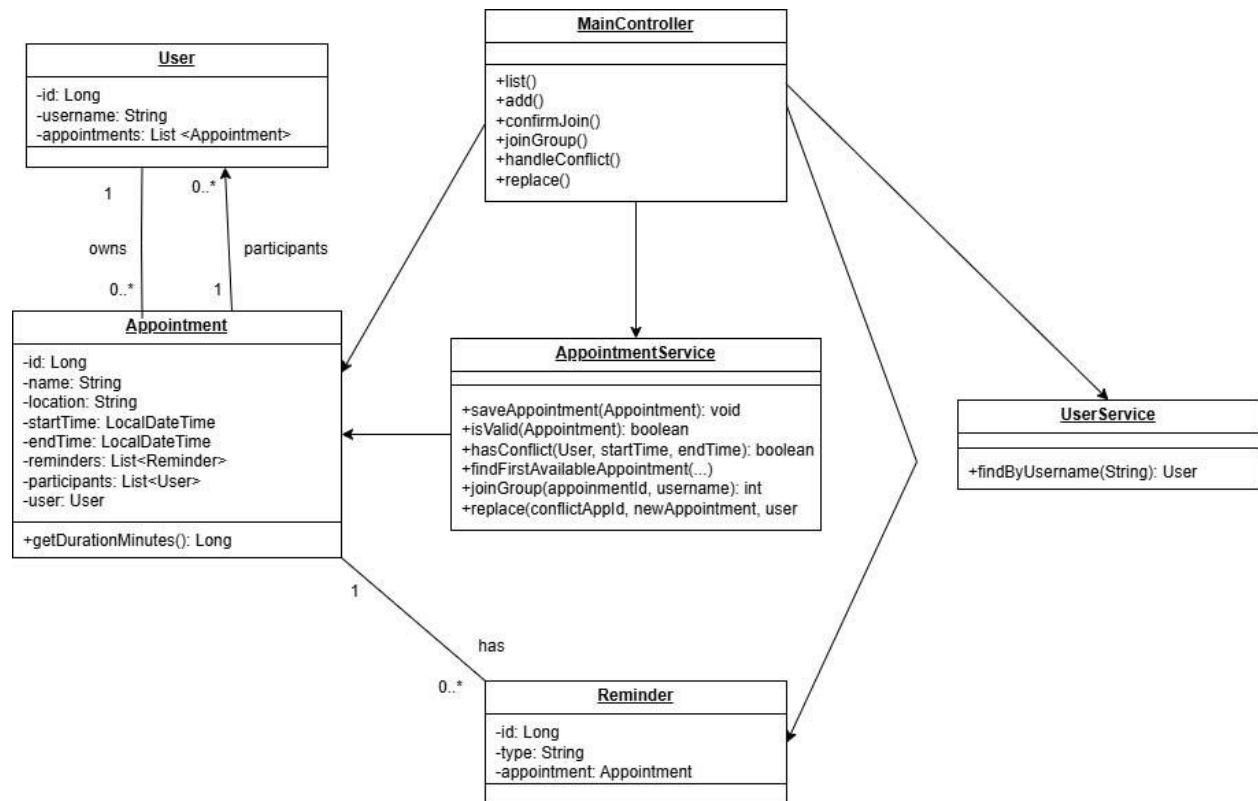 MainController
+list()
+add()
+confirmJoin()
+joinGroup()
+handleConflict()
+replace()
User
-id: Long
-username: String
-appointments: List <Appointment>
1
0..*
owns
participants
0..*
1
Appointment
-id: Long
-name: String
-location: String
-startTime: LocalDateTime
-endTime: LocalDateTime
-reminders: List<Reminder>
-participants: List<User>
-user: User
+getDurationMinutes(): Long
AppointmentService
+saveAppointment(Appointment): void
+isValid(Appointment): boolean
+hasConflict(User, startTime, endTime): boolean
+findFirstAvailableAppointment(...)
+joinGroup(appoinmentId, username): int
+replace(conflictAppId, newAppointment, user
UserService
+findByUsername(String): User
1
has
0..*
Reminder
-id: Long
-type: String
-appointment: Appointment